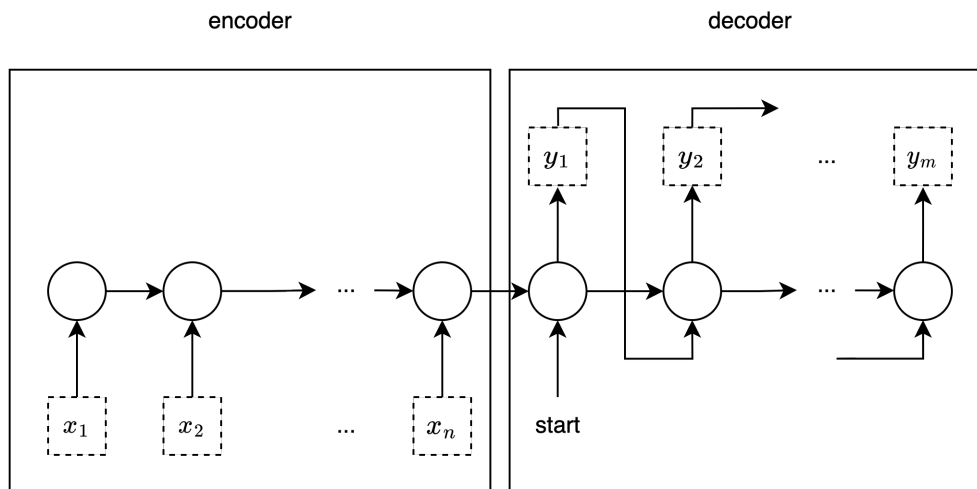 encoder decoder
y₁ y₂ ... yₘ
... ...
x₁ x₂ ... xₙ start